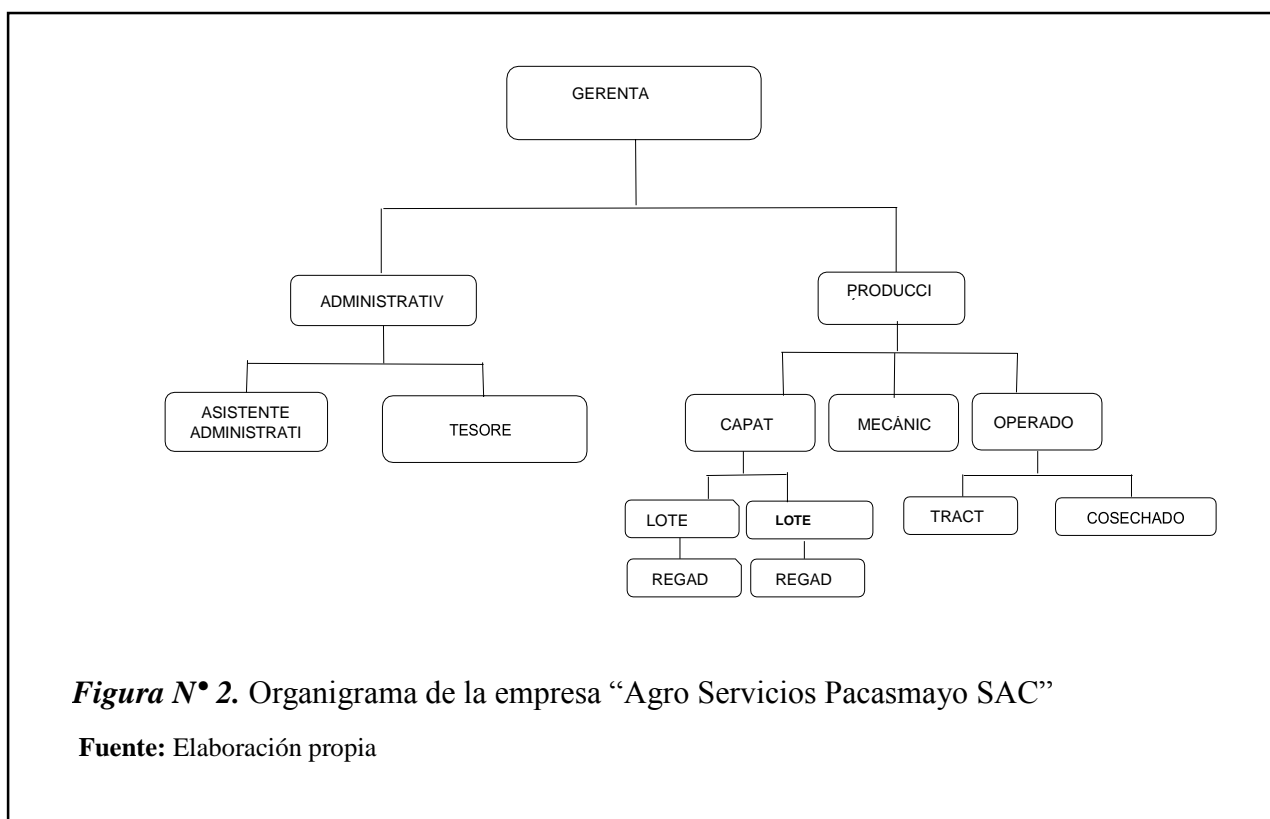 GERENTA
ADMINISTRATIV
PRODUCCI
ASISTENTE
ADMINISTRATI
TESORE
CAPAT
MECÁNIC
OPERADO
LOTE
LOTE
TRACT
COSECHADO
REGAD
REGAD
Figura N• 2. Organigrama de la empresa “Agro Servicios Pacasmayo SAC”
Fuente: Elaboración propia